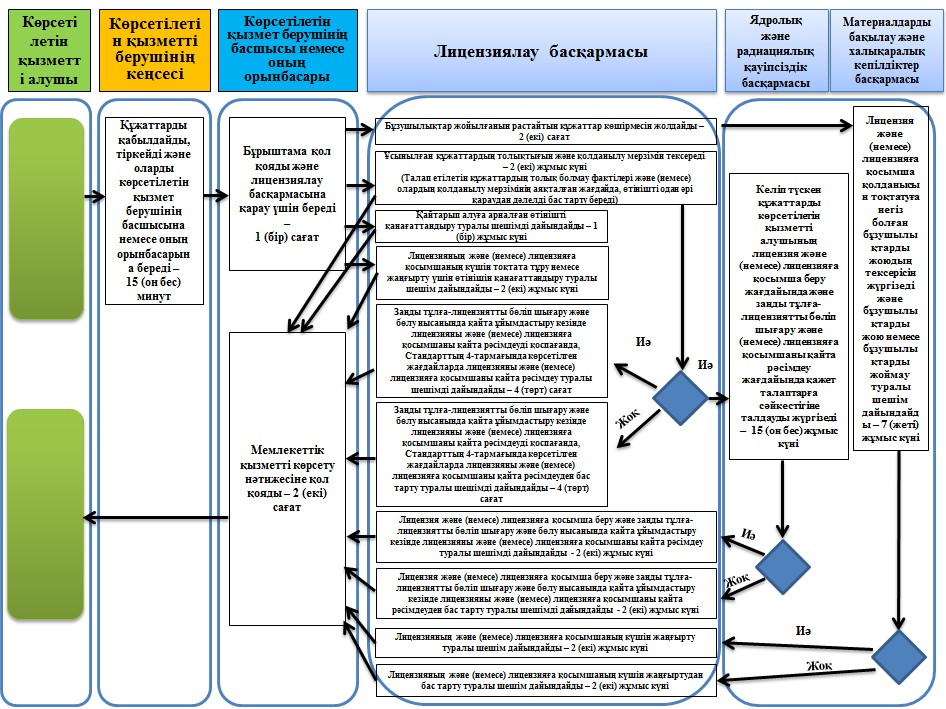 Көрсеті
летін
қызметт
і алушы
Көрсетілеті
н қызметті
берушінің
кеңсесі
Көрсетілетін
қызмет берушінің
басшысы немесе
оның
орынбасары
Лицензиялау басқармасы
Ядролық
және
радиациялық
қауіпсіздік
басқармасы
Материалдарды
бақылау және
халықаралық
кепілдіктер
басқармасы
Құжаттарды
қабылдайды,
тіркейді және
оларды
көрсетілетін
қызмет
берушінің
басшысына
немесе оның
орынбасарын
а береді –
15 (он бес)
минут
Бұрыштама қол
қояды және
лицензиялау
басқармасына
қарау үшін береді
–
1 (бір) сағат
Мемлекеттік
қызметті көрсету
нәтижесіне қол
қояды – 2 (екі)
сағат
Бұзушылықтар жойылғанын растайтын құжаттар көшірмесін жолдайды –
2 (екі) сағат
Ұсынылған құжаттардың толықтығын және қолданылу мерзімін тексереді
– 2 (екі) жұмыс күні
(Талап етілетін құжаттардың толық болмау фактілері және (немесе)
олардың қолданылу мерзімінің аяқталған жағдайда, өтінішті одан әрі
қараудан дәлелді бас тарту береді)
Қайтарып алуға арналған өтінішті
қанағаттандыру туралы шешімді дайындайды – 1
(бір) жұмыс күні
Лицензияның және (немесе) лицензияға
қосымшаның күшін тоқтата тұру немесе
жаңғырту үшін өтінішін қанағаттандыру туралы
шешім дайындайды – 2 (екі) жұмыс күні
Заңды тұлға-лицензиятты бөліп шығару және
бөлу нысанында қайта ұйымдастыру кезінде
лицензияны және (немесе) лицензияға
қосымшаны қайта рәсімдеуді қоспағанда,
Стандарттың 4-тармағында көрсетілген
жағдайларда лицензияны және (немесе)
лицензияға қосымшаны қайта рәсімдеу туралы
шешімді дайындайды – 4 (төрт) сағат
Заңды тұлға-лицензиятты бөліп шығару және
бөлу нысанында қайта ұйымдастыру кезінде
лицензияны және (немесе) лицензияға
қосымшаны қайта рәсімдеуді қоспағанда,
Стандарттың 4-тармағында көрсетілген
жағдайларда лицензияны және (немесе)
лицензияға қосымшаны қайта рәсімдеуден бас
тарту туралы шешімді дайындайды – 4 (төрт)
сағат
Лицензия және (немесе) лицензияға қосымша беру және заңды тұлға-
лицензиятты бөліп шығару және бөлу нысанында қайта ұйымдастыру
кезінде лицензияны және (немесе) лицензияға қосымшаны қайта рәсімдеу
туралы шешімді дайындайды - 2 (екі) жұмыс күні
Лицензия және (немесе) лицензияға қосымша беру және заңды тұлға-
лицензиятты бөліп шығару және бөлу нысанында қайта ұйымдастыру
кезінде лицензияны және (немесе) лицензияға қосымшаны қайта
рәсімдеуден бас тарту туралы шешімді дайындайды - 2 (екі) жұмыс күні
Лицензияның және (немесе) лицензияға қосымшаның күшін жаңғырту
туралы шешім дайындайды – 2 (екі) жұмыс күні
Лицензияның және (немесе) лицензияға қосымшаның күшін жаңғыртудан
бас тарту туралы шешім дайындайды – 2 (екі) жұмыс күні
Иә
Иә
Жоқ
Келіп түскен
құжаттарды
көрсетілетін
қызметті
алушының
лицензия және
(немесе) лицензияға
қосымша беру
жағдайында және
заңды тұлға-
лицензиятты бөліп
шығару және
(немесе) лицензияға
қосымшаны қайта
рәсімдеу
жағдайында қажет
талаптарға
сәйкестігіне
талдауды жүргізеді
– 15 (он бес) жұмыс
күні
Лицензия
және
(немесе)
лицензияға
қосымша
қолданысы
н тоқтатуға
негіз
болған
бұзушылы
қтарды
жоюдың
тексерісін
жүргізеді
және
бұзушылы
қтарды
жою немесе
бұзушылы
қтарды
жоймау
туралы
шешім
дайындайд
ы – 7 (жеті)
жұмыс күні
Иә
Жоқ
Иә
Жоқ